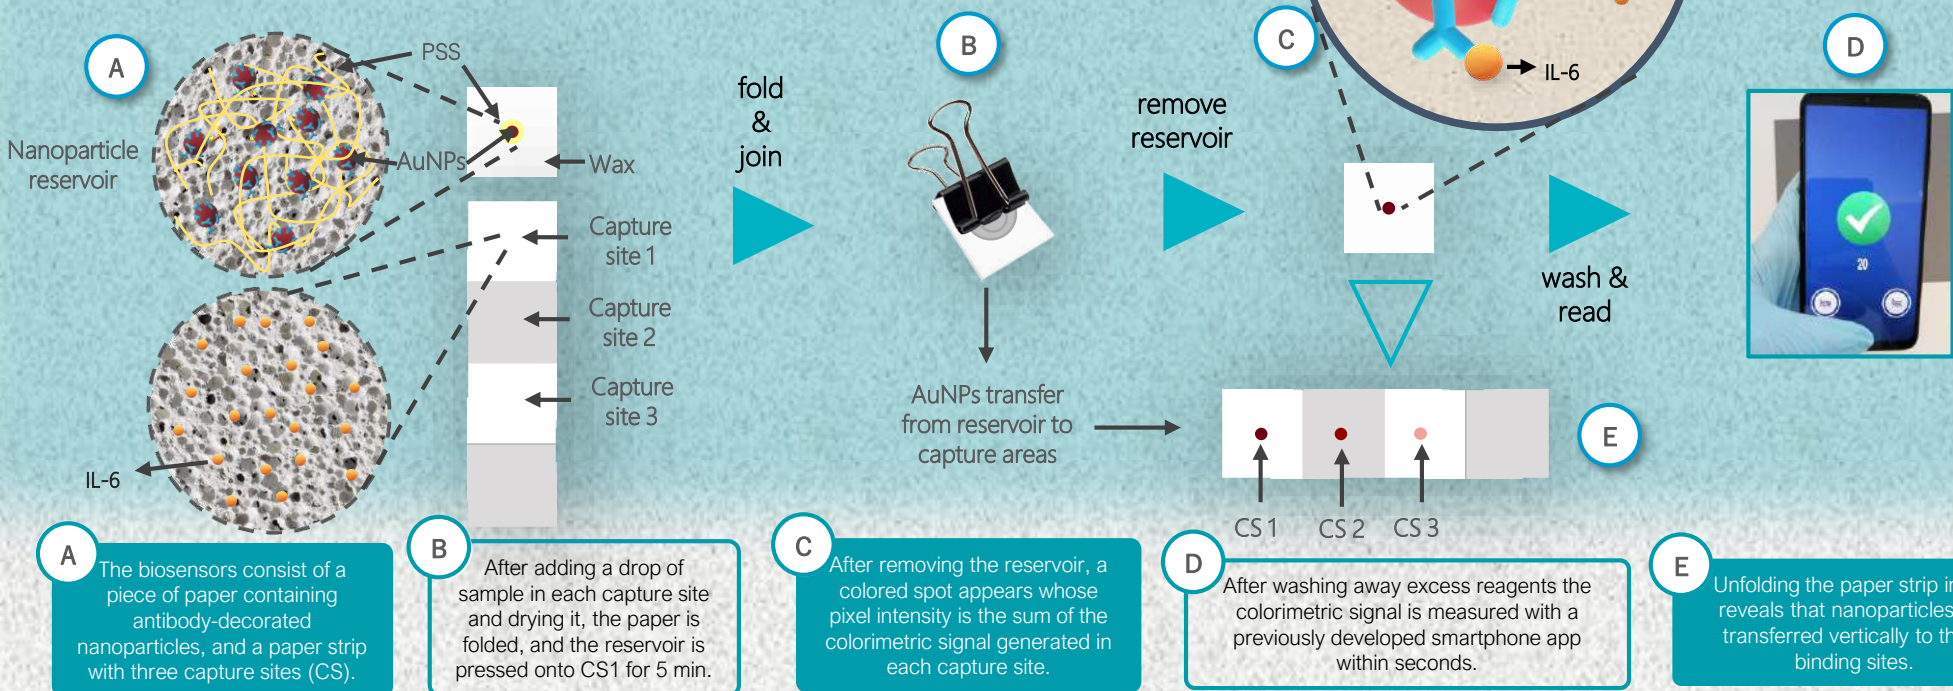 A
PSS
Nanoparticle
reservoir
AuNPs
Wax
Capture
site 1
Capture
site 2
Capture
site 3
IL-6
fold
&
join
B
AuNPs transfer
from reservoir to
capture areas
remove
reservoir
C
IL-6
wash &
read
D
20
E
CS 1
CS 2
CS 3
A
The biosensors consist of a
piece of paper containing
antibody-decorated
nanoparticles, and a paper strip
with three capture sites (CS).
B
After adding a drop of
sample in each capture site
and drying it, the paper is
folded, and the reservoir is
pressed onto CS1 for 5 min.
C
After removing the reservoir, a
colored spot appears whose
pixel intensity is the sum of the
colorimetric signal generated in
each capture site.
D
After washing away excess reagents the
colorimetric signal is measured with a
previously developed smartphone app
within seconds.
E
Unfolding the paper strip
reveals that nanoparticles
transferred vertically to
binding sites.